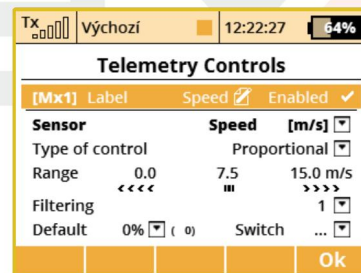 Tx Výchozí 12:22:27 64%
Telemetry Controls
[Mx1] Label Speed Enabled ✓
Sensor Speed [m/s]
Type of control Proportional
Range 0.0 7.5 15.0 m/s
<<<< >>>>
Filtering 1
Default 0% ( 0) Switch ...
Ok